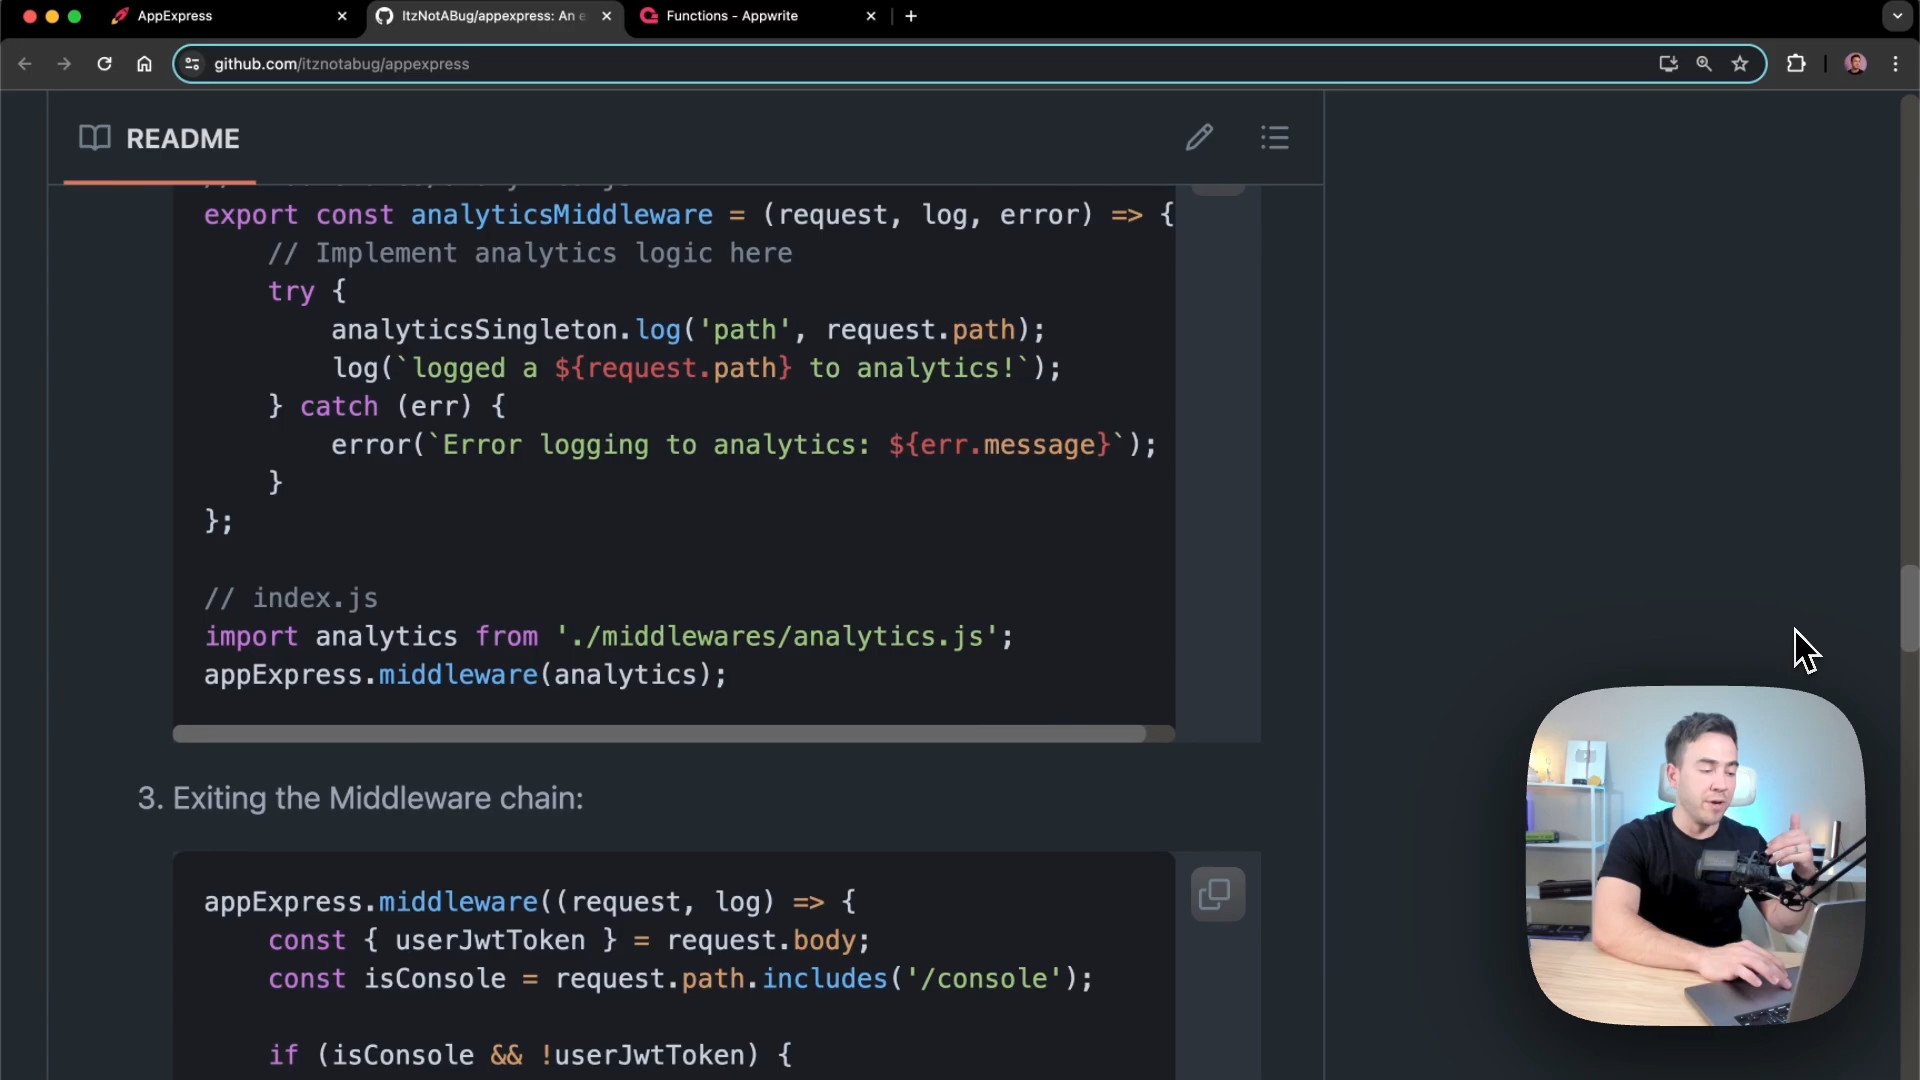 AppExpress
ItzNotABug/appexpress: An e
Functions - Appwrite
github.com/itznotabug/appexpress
README
export const analyticsMiddleware = (request, log, error) => {
// Implement analytics logic here
try {
analyticsSingleton.log('path', request.path);
log(`logged a ${request.path} to analytics!`);
} catch (err) {
error(`Error logging to analytics: ${err.message}`);
}
};
// index.js
import analytics from './middlewares/analytics.js';
appExpress.middleware(analytics);
3. Exiting the Middleware chain:
appExpress.middleware((request, log) => {
const { userJwtToken } = request.body;
const isConsole = request.path.includes('/console');
if (isConsole && !userJwtToken) {